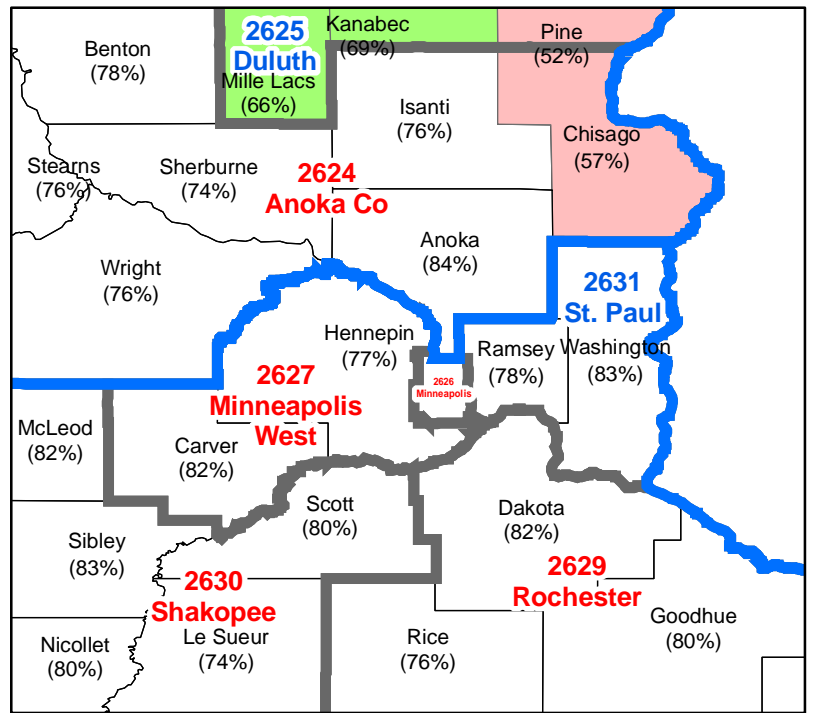 Benton
(78%)
2625
Duluth
Mille Lacs
(66%)
Kanabec
(69%)
Pine
(52%)
Isanti
(76%)
Chisago
(57%)
Stearns
(76%)
Sherburne
(74%)
2624
Anoka Co
Anoka
(84%)
Wright
(76%)
2631
St. Paul
Hennepin
(77%)
Ramsey
(78%)
Washington
(83%)
2627
Minneapolis
West
2626
Minneapolis
McLeod
(82%)
Carver
(82%)
Scott
(80%)
Dakota
(82%)
Sibley
(83%)
2630
Shakopee
2629
Rochester
Nicollet
(80%)
Le Sueur
(74%)
Rice
(76%)
Goodhue
(80%)